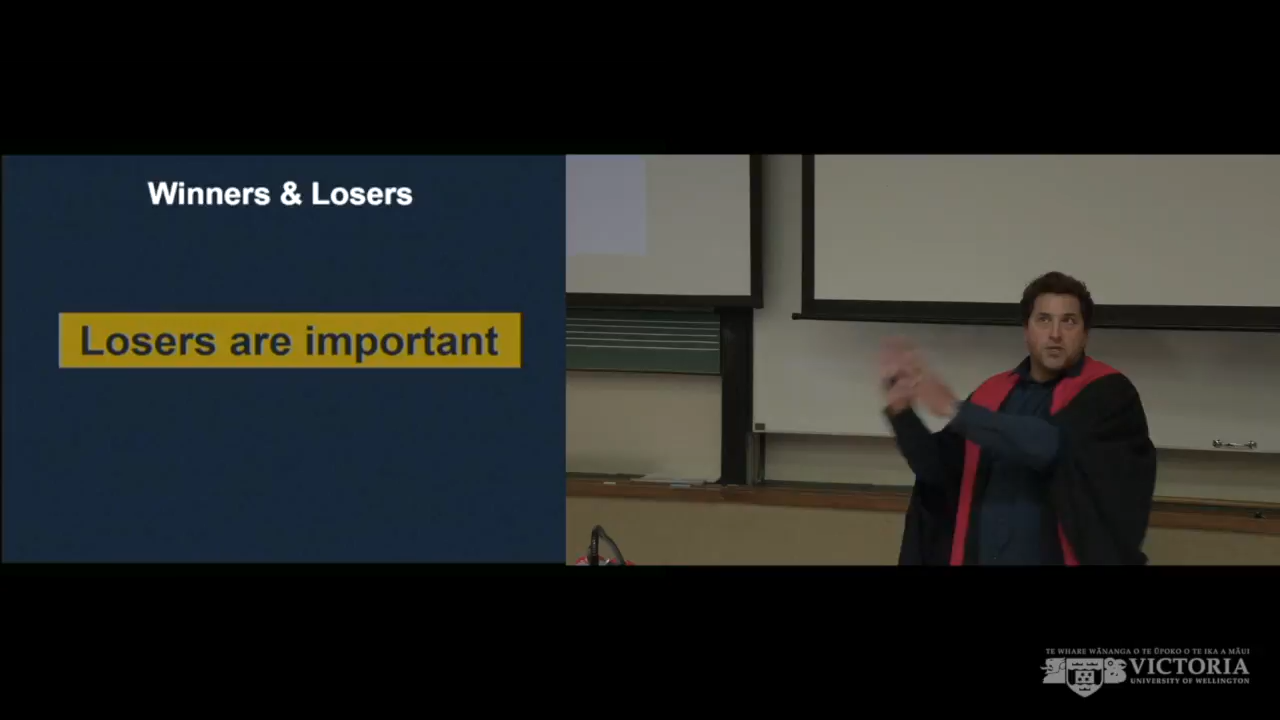 Winners & Losers
Losers are important
TE WHARE WĀNANGA O TE ŪPOKO O TE IKA A MĀUI
VICTORIA
UNIVERSITY OF WELLINGTON